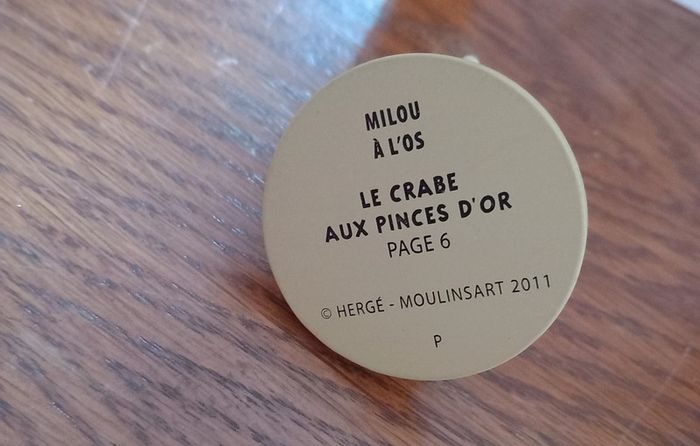 MILOU
À L'OS
LE CRABE
AUX PINCES D'OR
PAGE 6
© HERGÉ - MOULINSART 2011
P